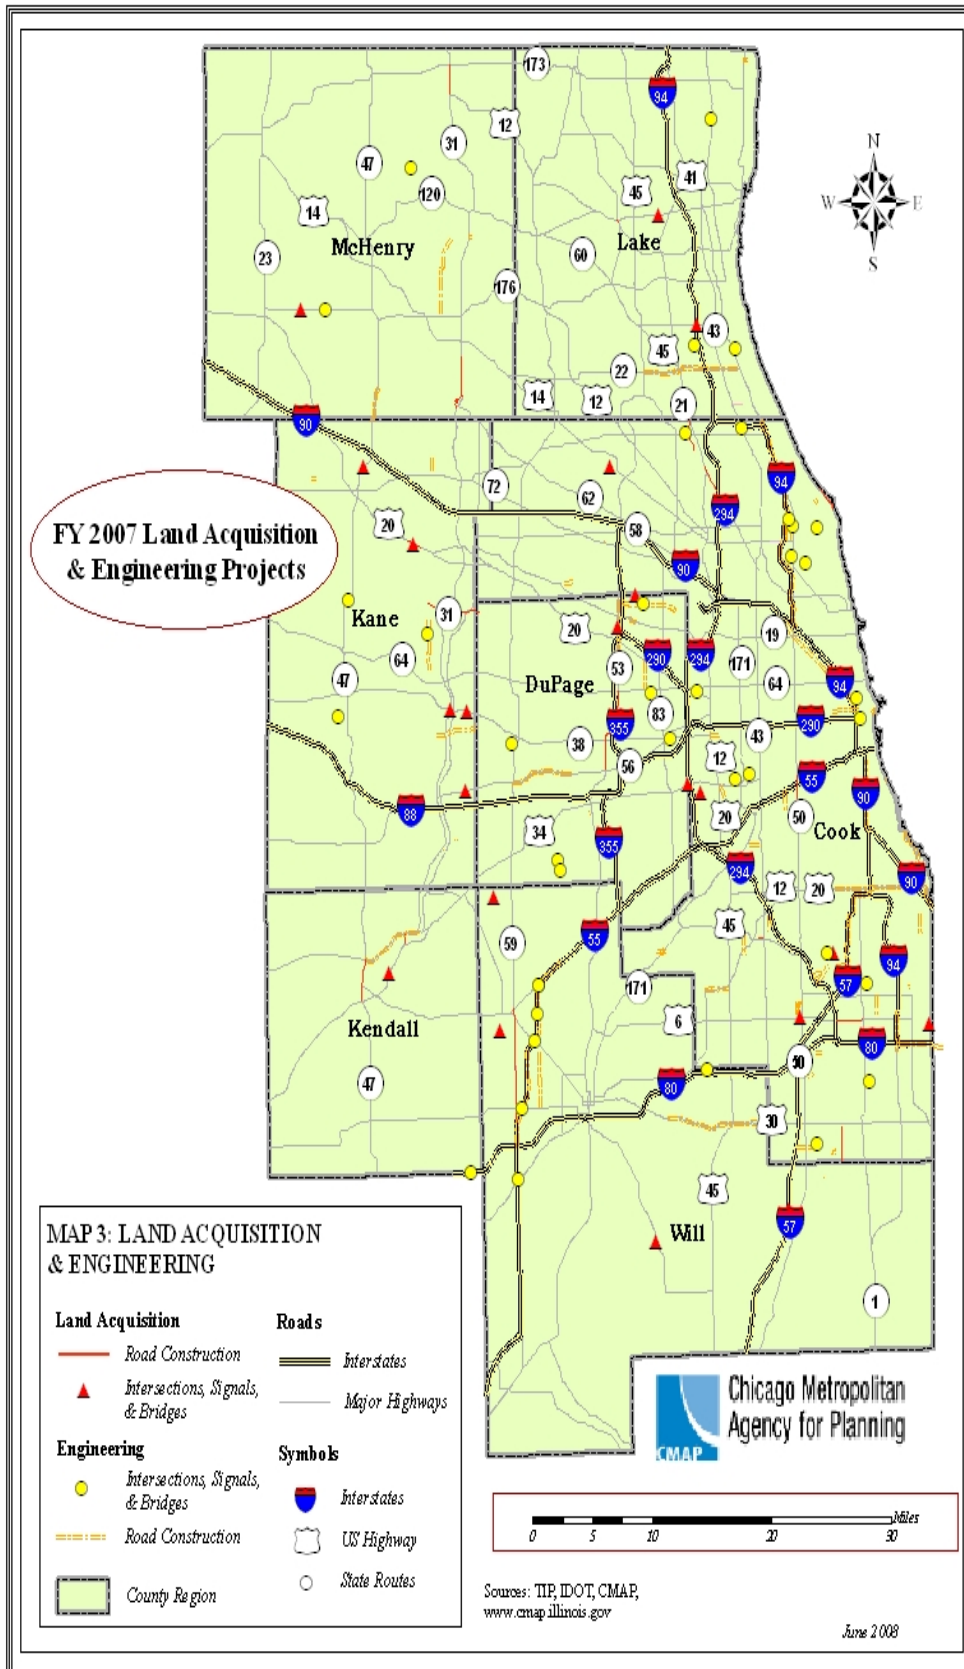 173
94
12
31
47
120
45
41
14
McHenry
Lake
23
60
176
43
45
22
14
12
21
90
N
W E
S
72
62
94
294
20
58
90
FY 2007 Land Acquisition
& Engineering Projects
Kane
31
20
19
64
53
290
294
171
47
DuPage
64
94
83
355
290
38
43
56
12
55
88
90
50
34
20
Cook
355
294
12
20
90
45
59
55
94
171
57
Kendall
6
80
50
47
80
30
45
Will
57
1
MAP 3: LAND ACQUISITION
& ENGINEERING
Land Acquisition
Road Construction
Intersections, Signals,
& Bridges
Engineering
Intersections, Signals,
& Bridges
Road Construction
County Region
Roads
Interstates
Major Highways
Symbols
Interstates
US Highway
State Routes
CMAP
Chicago Metropolitan
Agency for Planning
Miles
0 5 10 20 30
Sources: TIP, IDOT, CMAP,
www.cmap.illinois.gov
June 2008